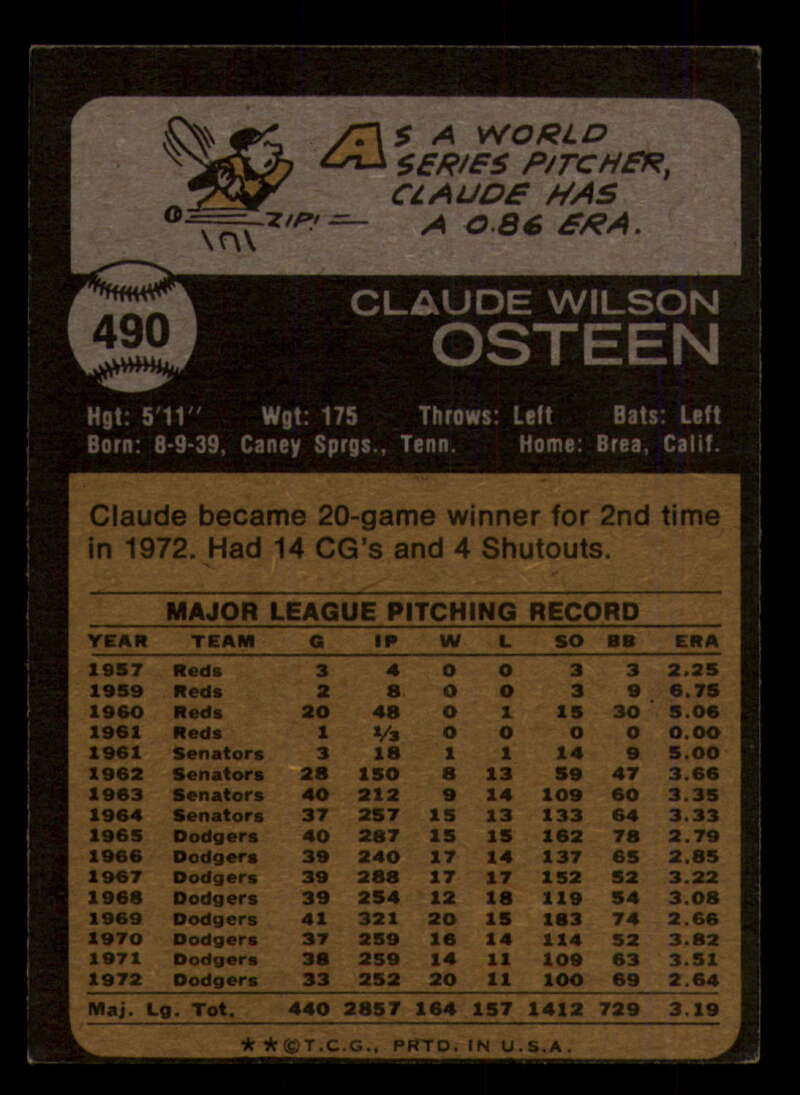 AS A WORLD
SERIES PITCHER,
CLAUDE HAS
A 0.86 ERA.
ZIP!
490
CLAUDE WILSON
OSTEEN
Hgt: 5'11" Wgt: 175 Throws: Left Bats: Left
Born: 8-9-39, Caney Sprgs., Tenn. Home: Brea, Calif.
Claude became 20-game winner for 2nd time
in 1972. Had 14 CG's and 4 Shutouts.
MAJOR LEAGUE PITCHING RECORD
YEAR TEAM G IP W L SO BB ERA
1957 Reds 3 4 0 0 3 3 2.25
1959 Reds 2 8 0 0 3 9 6.75
1960 Reds 20 48 0 1 15 30 5.06
1961 Reds 1 1/3 0 0 0 0 0.00
1961 Senators 3 18 1 1 14 9 5.00
1962 Senators 28 150 8 13 59 47 3.66
1963 Senators 40 212 9 14 109 60 3.35
1964 Senators 37 257 15 13 133 64 3.33
1965 Dodgers 40 287 15 15 162 78 2.79
1966 Dodgers 39 240 17 14 137 65 2.85
1967 Dodgers 39 288 17 17 152 52 3.22
1968 Dodgers 39 254 12 18 119 54 3.08
1969 Dodgers 41 321 20 15 183 74 2.66
1970 Dodgers 37 259 16 14 114 52 3.82
1971 Dodgers 38 259 14 11 109 63 3.51
1972 Dodgers 33 252 20 11 100 69 2.64
Maj. Lg. Tot. 440 2857 164 157 1412 729 3.19
**©T.C.G., PRTD. IN U.S.A.